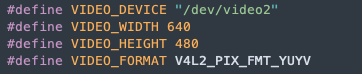 #define VIDEO_DEVICE "/dev/video2"
#define VIDEO_WIDTH 640
#define VIDEO_HEIGHT 480
#define VIDEO_FORMAT V4L2_PIX_FMT_YUYV